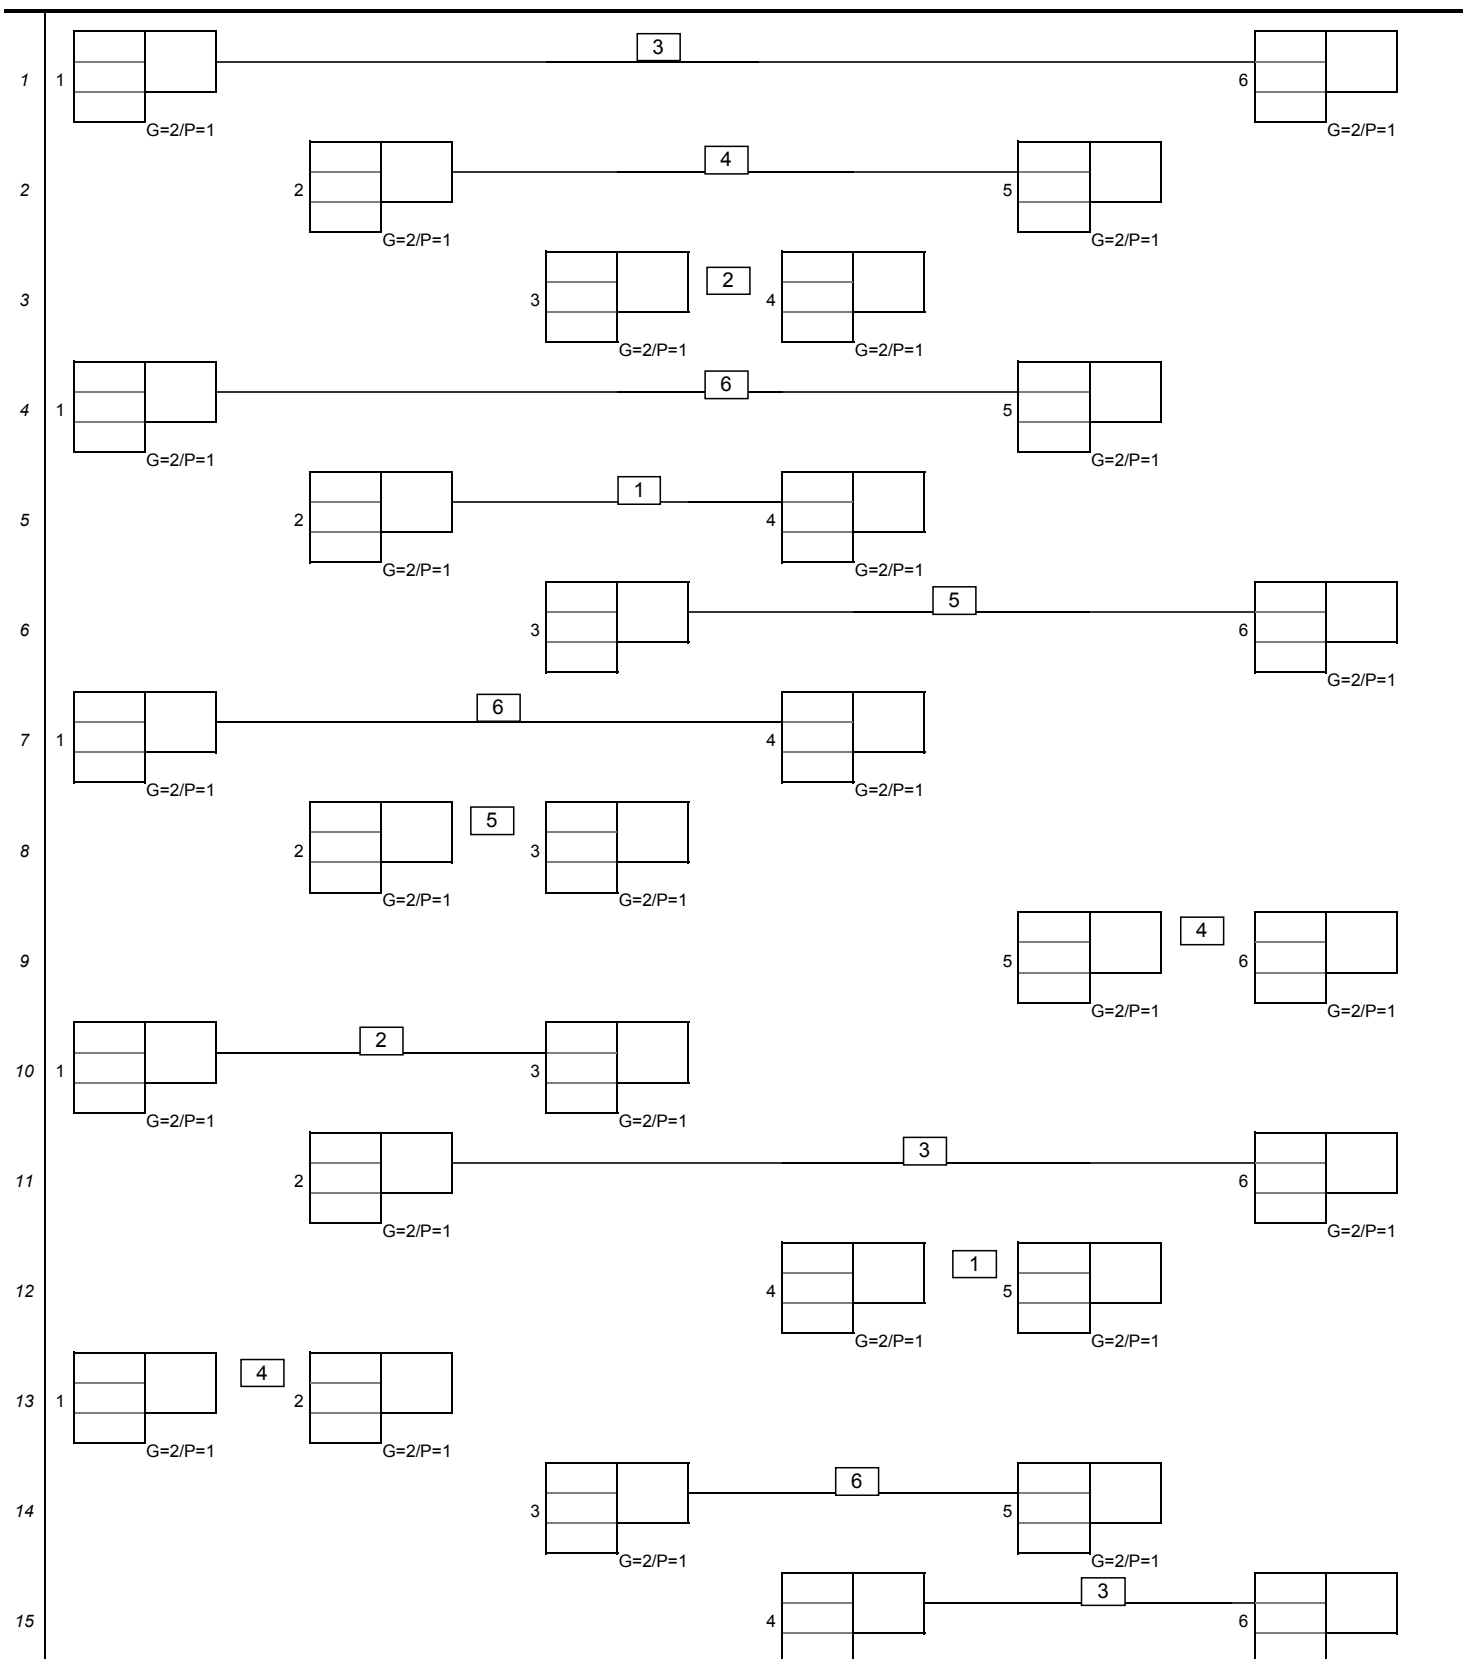 3
1 1 6
G=2/P=1 G=2/P=1
4
2 2 5
G=2/P=1 G=2/P=1
2
3 3 4
G=2/P=1 G=2/P=1
6
4 1 5
G=2/P=1 G=2/P=1
1
5 2 4
G=2/P=1 G=2/P=1
5
6 3 6
G=2/P=1
6
7 1 4
G=2/P=1 G=2/P=1
5
8 2 3
G=2/P=1 G=2/P=1
4
9 5 6
G=2/P=1 G=2/P=1
2
10 1 3
G=2/P=1 G=2/P=1
3
11 2 6
G=2/P=1 G=2/P=1
1
12 4 5
G=2/P=1 G=2/P=1
4
13 1 2
G=2/P=1 G=2/P=1
6
14 3 5
G=2/P=1 G=2/P=1
3
15 4 6